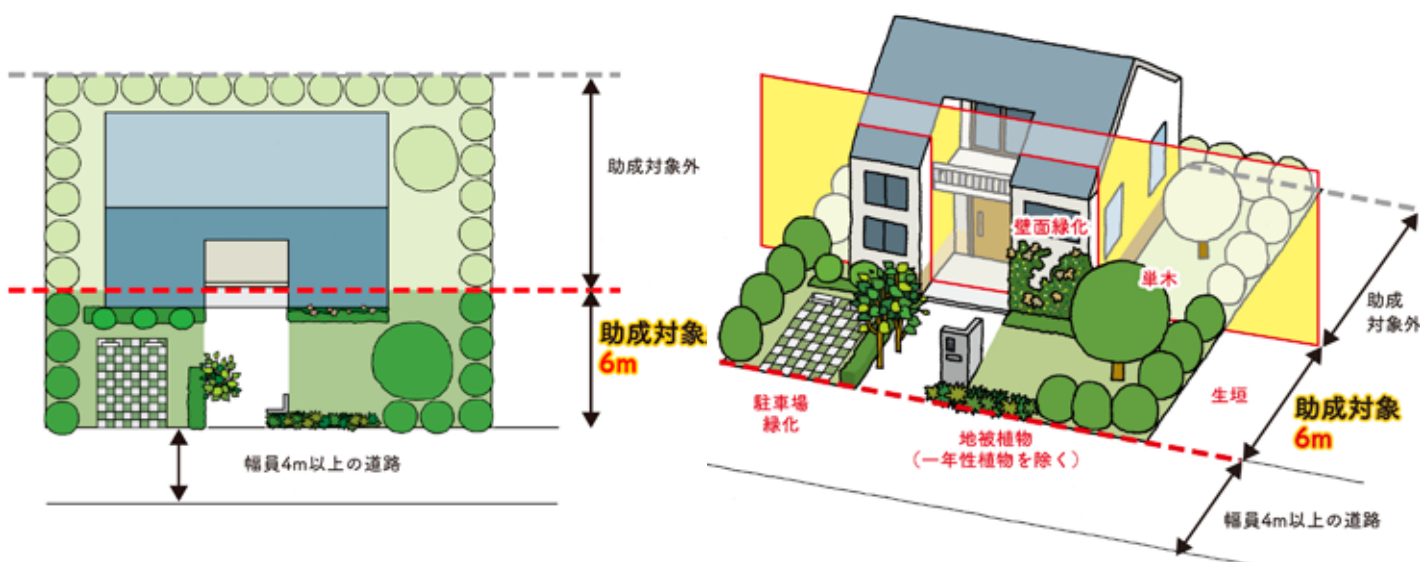 助成対象外
助成対象
6m
幅員4m以上の道路
壁面緑化
単木
助成
対象外
生垣
助成対象
6m
駐車場
緑化
地被植物
(一年性植物を除く)
幅員4m以上の道路